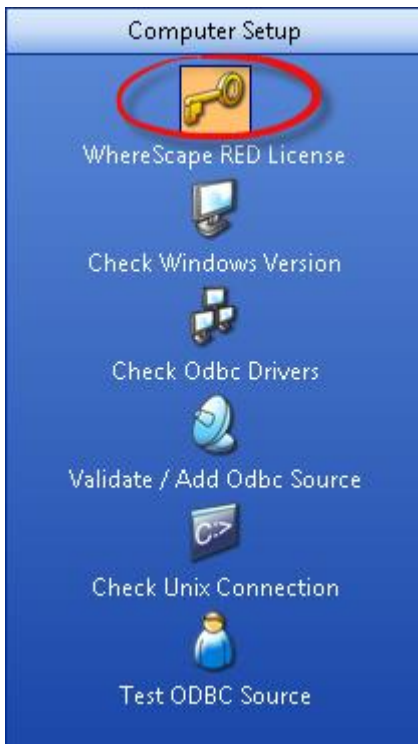 Computer Setup
WhereScape RED License
Check Windows Version
Check Odbc Drivers
Validate / Add Odbc Source
C:>
Check Unix Connection
Test ODBC Source